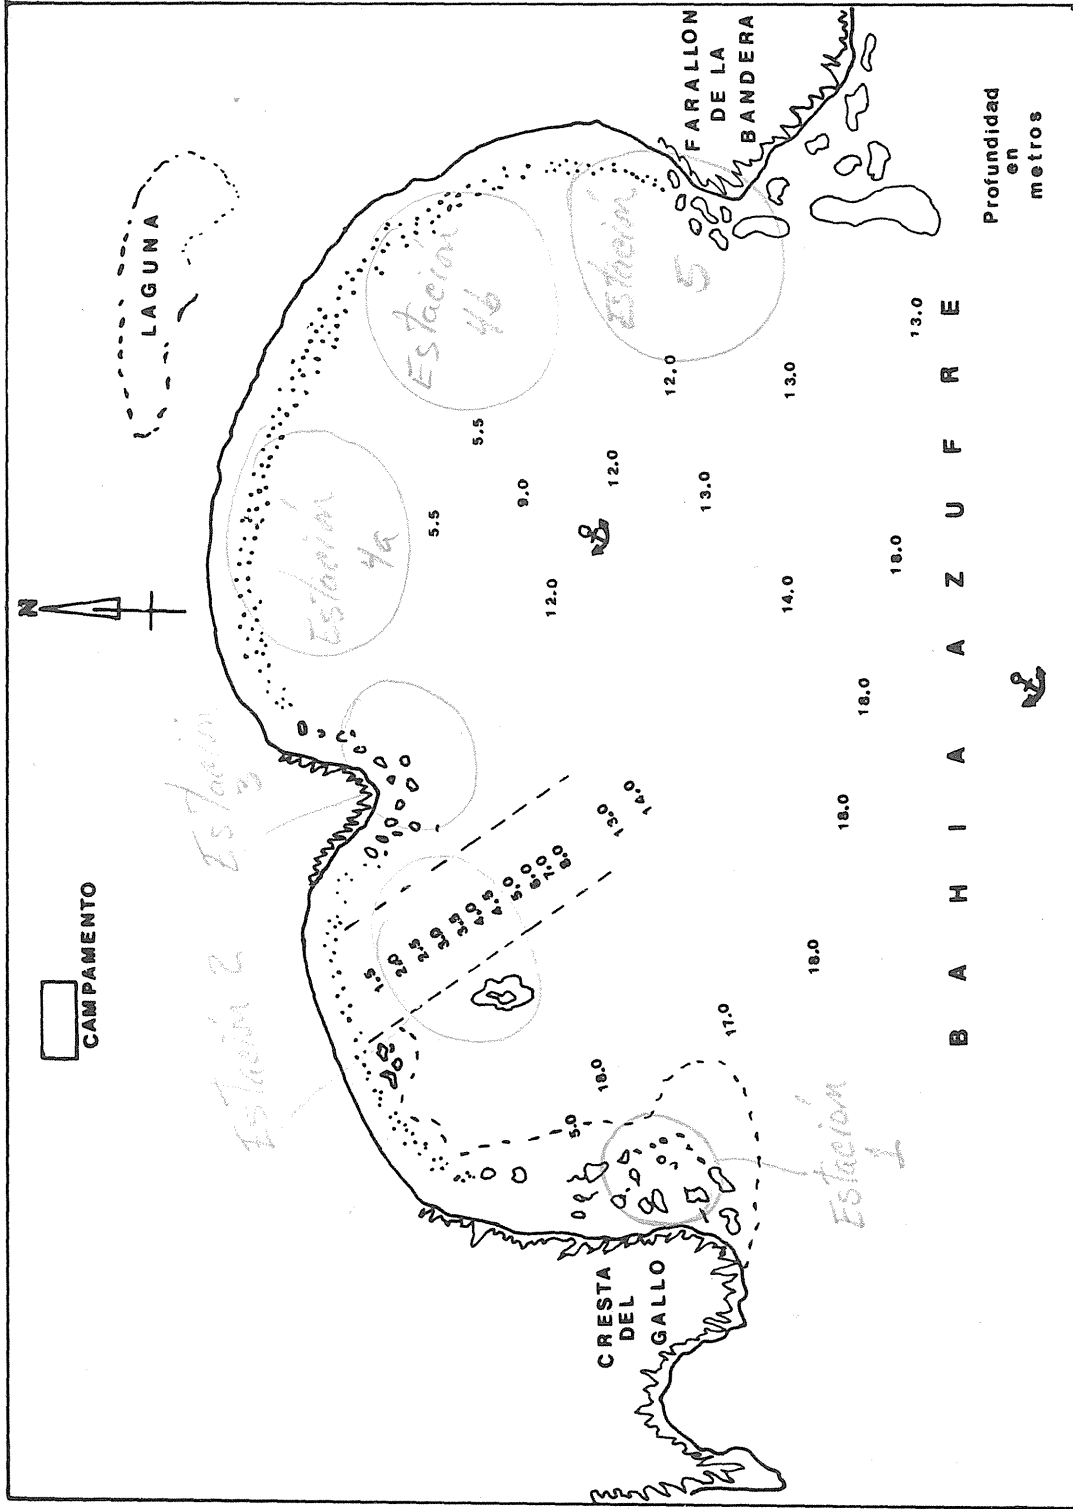 N
CAMPAMENTO
LAGUNA
Estación 2
Estación
3
Estación
4a
Estación
4b
1.5
2.0
2.5
3.0
3.5
4.0
4.5
5.0
6.0
7.0
8.0
13.0
14.0
5.5
5.5
9.0
12.0
5.0
18.0
12.0
Estación
5
CRESTA
DEL
GALLO
FARALLON
DE LA
BANDERA
12.0
13.0
17.0
14.0
13.0
18.0
18.0
18.0
18.0
13.0
Estación
1
BAHIA AZUFRE
Profundidad
en
metros